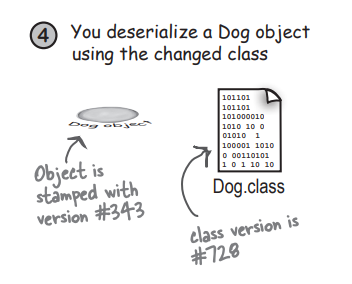 4 You deserialize a Dog object
using the changed class
Dog object
101101
101101
101000010
1010 10 0
01010 1
100001 1010
0 00110101
1 0 1 10 10
Object is
stamped with
version #343
Dog.class
class version is
#728